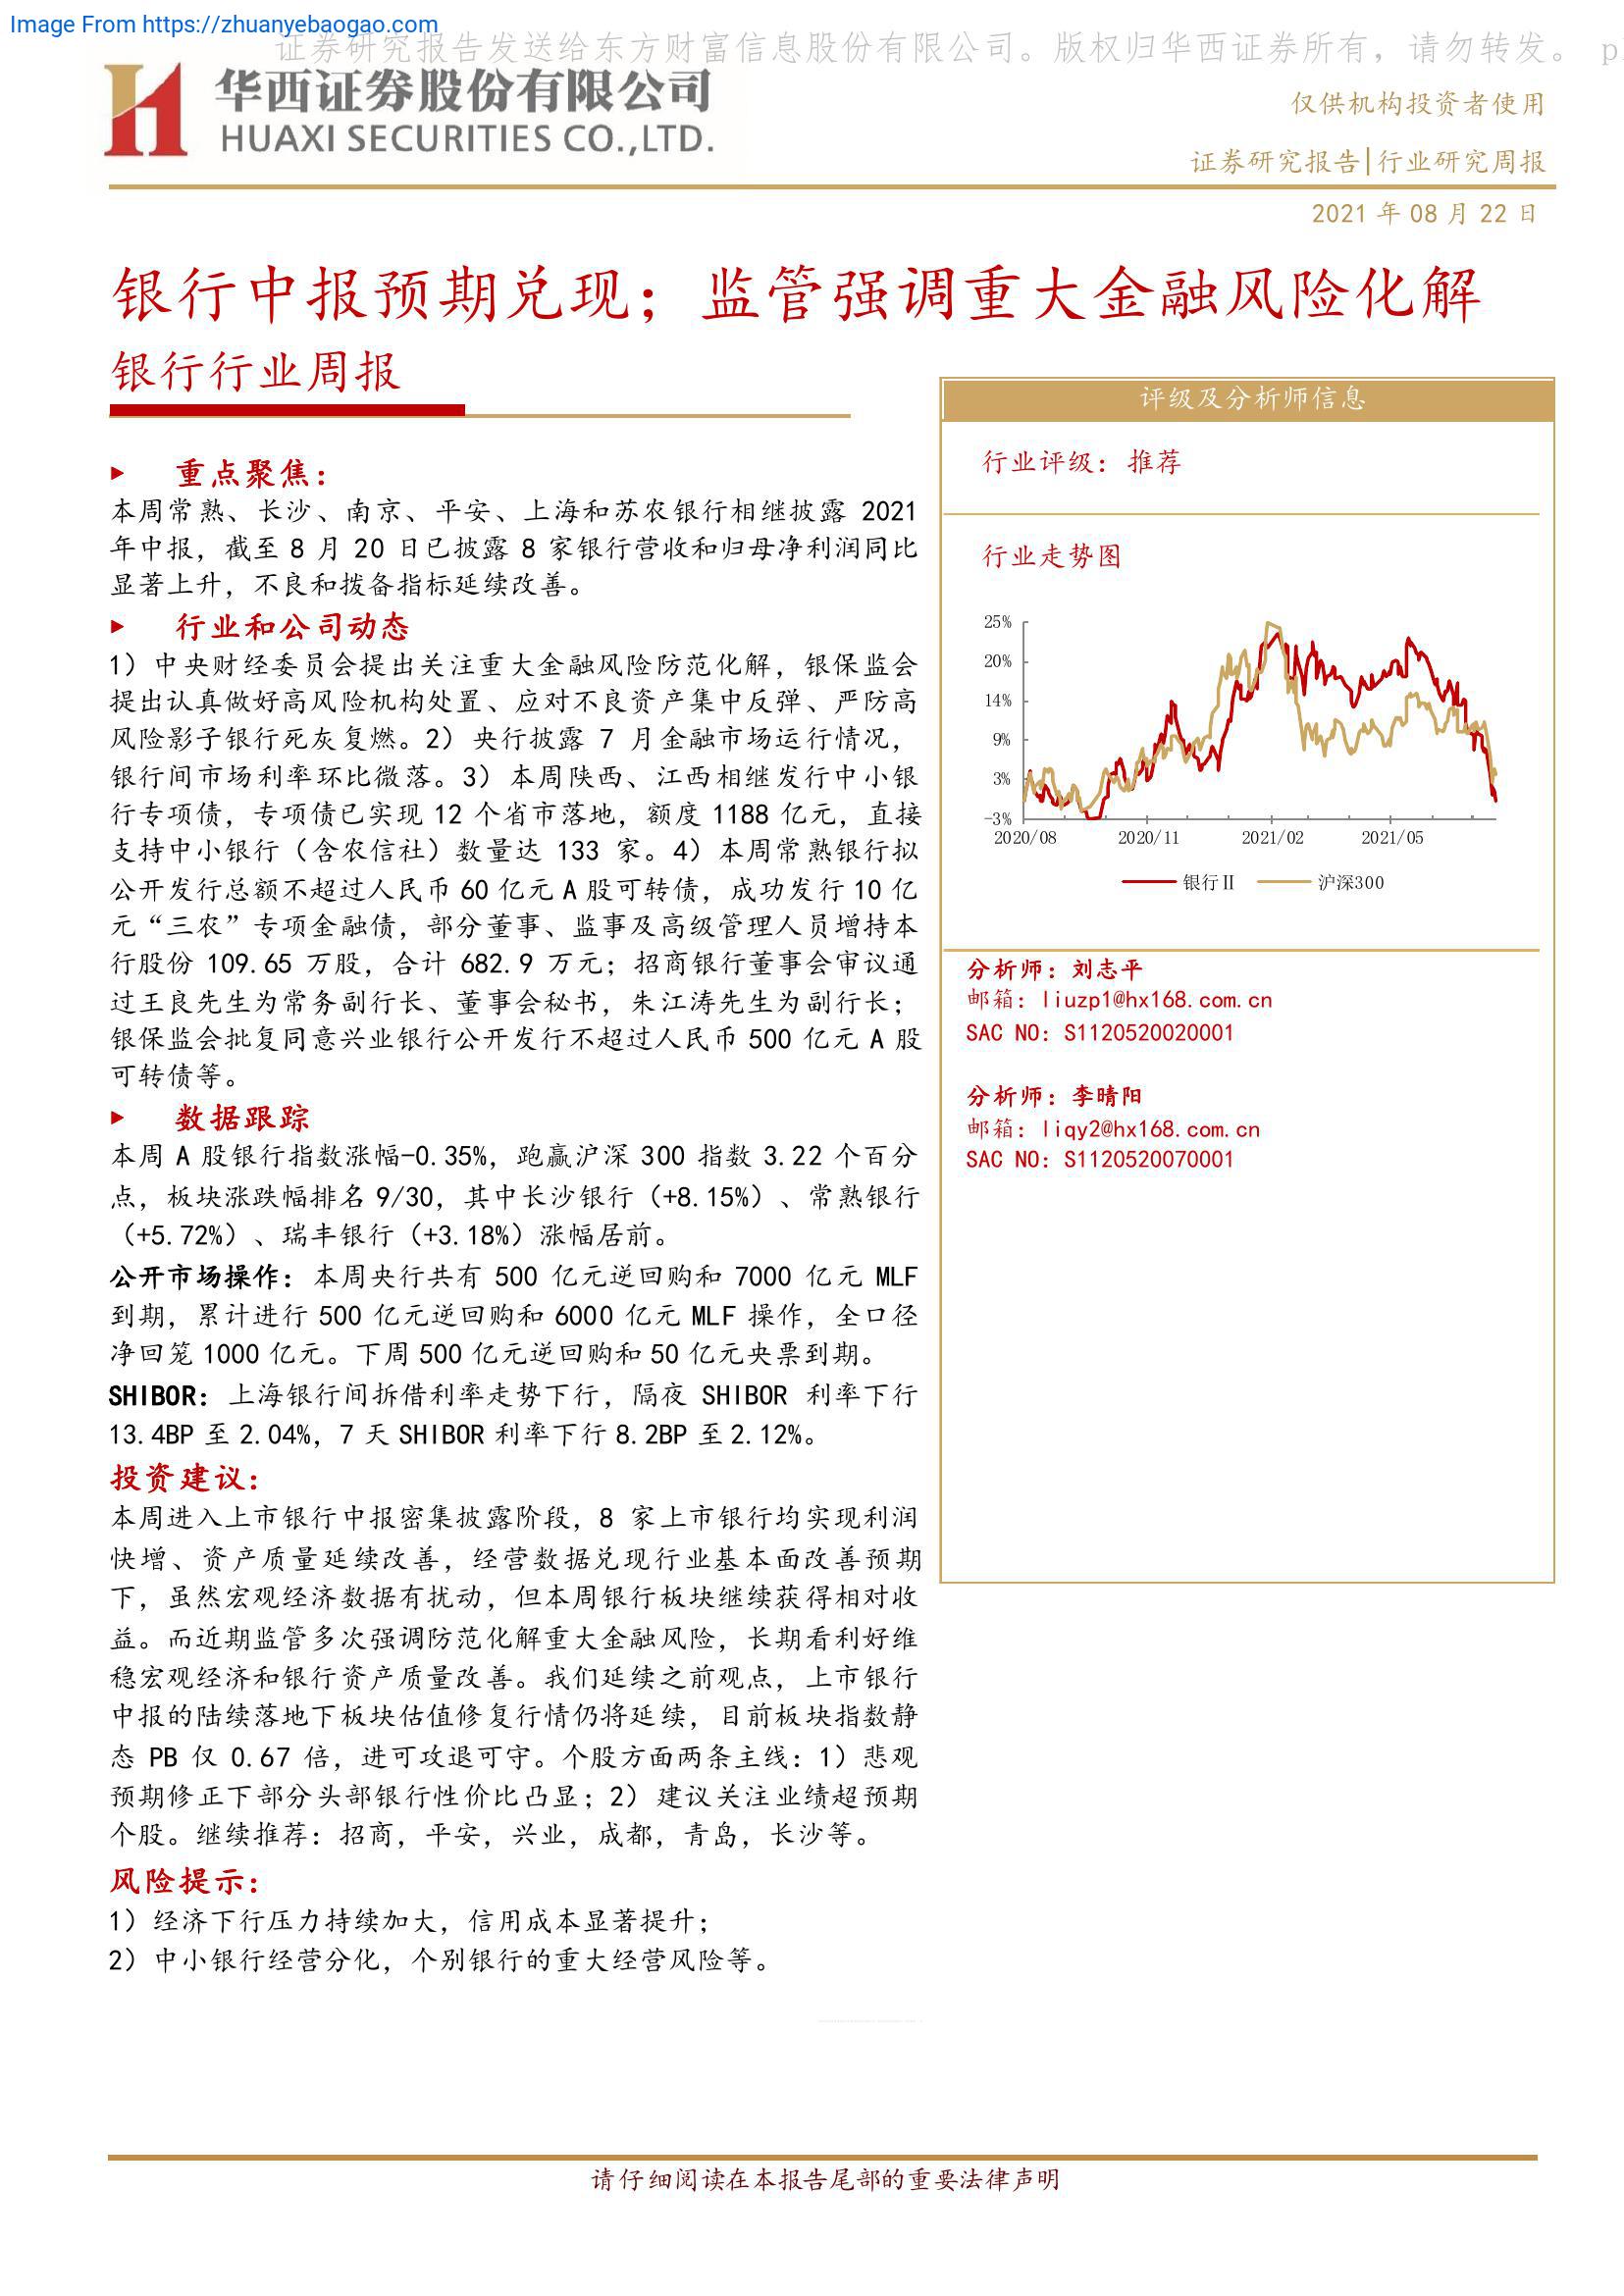 Image From https://zhuanyebaogao.com
证券研究报告发送给东方财富信息股份有限公司。版权归华西证券所有，请勿转发。 p
华西证券股份有限公司
HUAXI SECURITIES CO.,LTD.
仅供机构投资者使用
证券研究报告|行业研究周报
2021 年 08 月 22 日
银行中报预期兑现；监管强调重大金融风险化解
银行行业周报
重点聚焦：
本周常熟、长沙、南京、平安、上海和苏农银行相继披露 2021
年中报，截至 8 月 20 日已披露 8 家银行营收和归母净利润同比
显著上升，不良和拨备指标延续改善。
行业和公司动态
1）中央财经委员会提出关注重大金融风险防范化解，银保监会
提出认真做好高风险机构处置、应对不良资产集中反弹、严防高
风险影子银行死灰复燃。2）央行披露 7 月金融市场运行情况，
银行间市场利率环比微落。3）本周陕西、江西相继发行中小银
行专项债，专项债已实现 12 个省市落地，额度 1188 亿元，直接
支持中小银行（含农信社）数量达 133 家。4）本周常熟银行拟
公开发行总额不超过人民币 60 亿元 A 股可转债，成功发行 10 亿
元“三农”专项金融债，部分董事、监事及高级管理人员增持本
行股份 109.65 万股，合计 682.9 万元；招商银行董事会审议通
过王良先生为常务副行长、董事会秘书，朱江涛先生为副行长；
银保监会批复同意兴业银行公开发行不超过人民币 500 亿元 A 股
可转债等。
数据跟踪
本周 A 股银行指数涨幅-0.35%，跑赢沪深 300 指数 3.22 个百分
点，板块涨跌幅排名 9/30，其中长沙银行（+8.15%）、常熟银行
（+5.72%）、瑞丰银行（+3.18%）涨幅居前。
公开市场操作：本周央行共有 500 亿元逆回购和 7000 亿元 MLF
到期，累计进行 500 亿元逆回购和 6000 亿元 MLF 操作，全口径
净回笼 1000 亿元。下周 500 亿元逆回购和 50 亿元央票到期。
SHIBOR：上海银行间拆借利率走势下行，隔夜 SHIBOR 利率下行
13.4BP 至 2.04%，7 天 SHIBOR 利率下行 8.2BP 至 2.12%。
投资建议：
本周进入上市银行中报密集披露阶段，8 家上市银行均实现利润
快增、资产质量延续改善，经营数据兑现行业基本面改善预期
下，虽然宏观经济数据有扰动，但本周银行板块继续获得相对收
益。而近期监管多次强调防范化解重大金融风险，长期看利好维
稳宏观经济和银行资产质量改善。我们延续之前观点，上市银行
中报的陆续落地下板块估值修复行情仍将延续，目前板块指数静
态 PB 仅 0.67 倍，进可攻退可守。个股方面两条主线：1）悲观
预期修正下部分头部银行性价比凸显；2）建议关注业绩超预期
个股。继续推荐：招商，平安，兴业，成都，青岛，长沙等。
风险提示：
1）经济下行压力持续加大，信用成本显著提升；
2）中小银行经营分化，个别银行的重大经营风险等。
评级及分析师信息
行业评级：推荐
行业走势图
25%
20%
14%
9%
3%
-3%
2020/08 2020/11 2021/02 2021/05
银行Ⅱ 沪深300
分析师：刘志平
邮箱：liuzp1@hx168.com.cn
SAC NO：S1120520020001
分析师：李晴阳
邮箱：liqy2@hx168.com.cn
SAC NO：S1120520070001
请仔细阅读在本报告尾部的重要法律声明